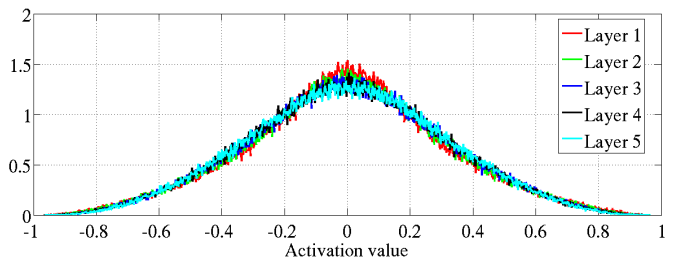 2
1.5
1
0.5
0
-1 -0.8 -0.6 -0.4 -0.2 0 0.2 0.4 0.6 0.8 1
Activation value
Layer 1
Layer 2
Layer 3
Layer 4
Layer 5